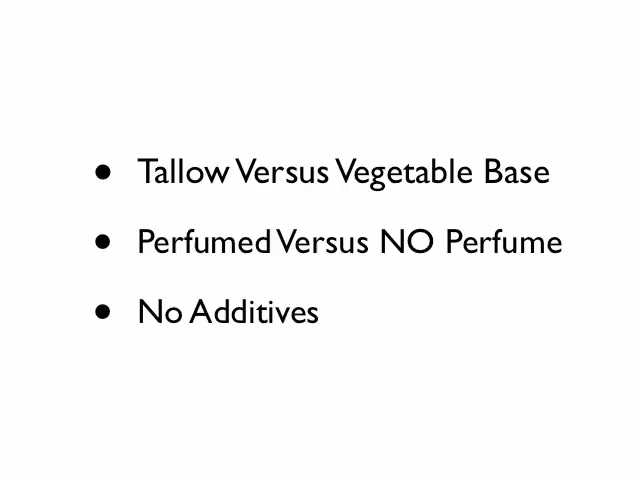 • Tallow Versus Vegetable Base
• Perfumed Versus NO Perfume
• No Additives